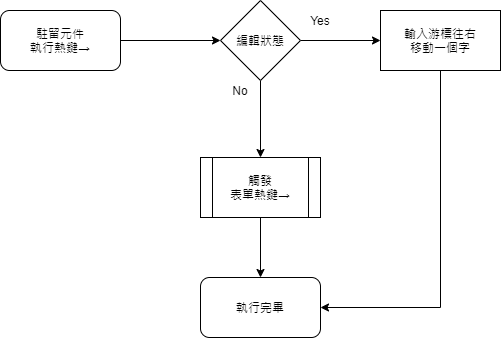 駐留元件
執行熱鍵→
編輯狀態
Yes
輸入游標往右
移動一個字
No
觸發
表單熱鍵→
執行完畢